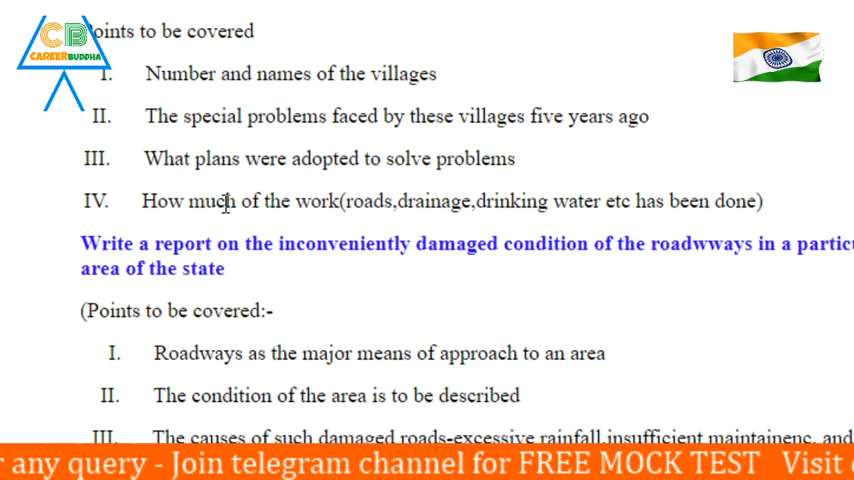 CB
CAREERBUDDHA
Points to be covered
I. Number and names of the villages
II. The special problems faced by these villages five years ago
III. What plans were adopted to solve problems
IV. How much of the work(roads,drainage,drinking water etc has been done)
Write a report on the inconveniently damaged condition of the roadwways in a particu
area of the state
(Points to be covered:-
I. Roadways as the major means of approach to an area
II. The condition of the area is to be described
III. The causes of such damaged roads-excessive rainfall,insufficient maintainenc, and
r any query - Join telegram channel for FREE MOCK TEST Visit